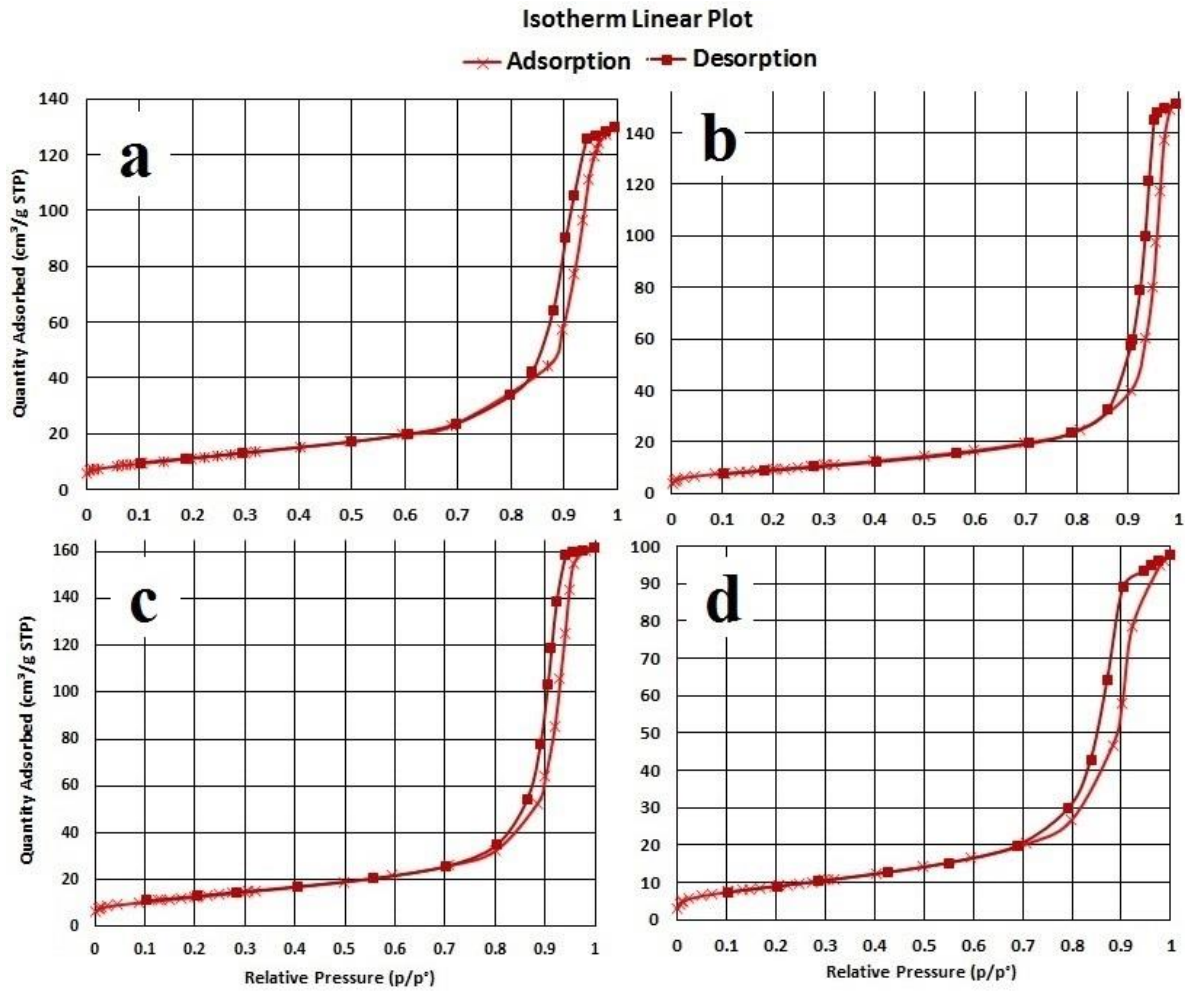 Isotherm Linear Plot
Adsorption Desorption
a
Quantity Adsorbed (cm³/g STP)
140
120
100
80
60
40
20
0
0 0.1 0.2 0.3 0.4 0.5 0.6 0.7 0.8 0.9 1
b
140
120
100
80
60
40
20
0
0 0.1 0.2 0.3 0.4 0.5 0.6 0.7 0.8 0.9 1
c
Quantity Adsorbed (cm³/g STP)
160
140
120
100
80
60
40
20
0
0 0.1 0.2 0.3 0.4 0.5 0.6 0.7 0.8 0.9 1
Relative Pressure (p/p°)
d
100
90
80
70
60
50
40
30
20
10
0
0 0.1 0.2 0.3 0.4 0.5 0.6 0.7 0.8 0.9 1
Relative Pressure (p/p°)